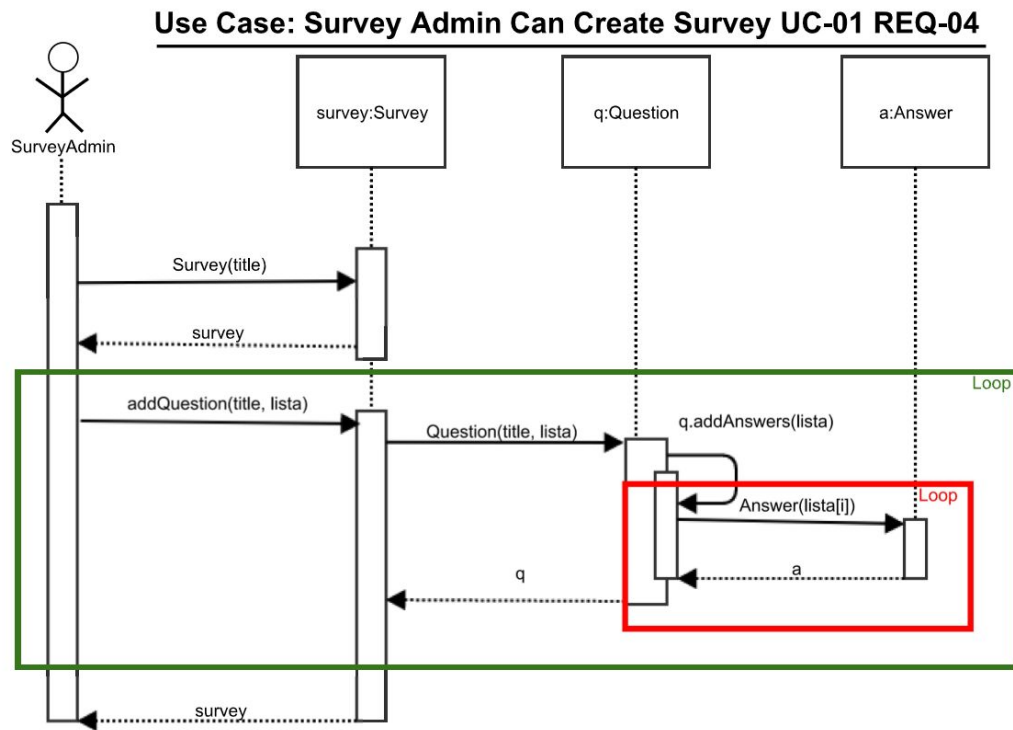 Use Case: Survey Admin Can Create Survey UC-01 REQ-04
SurveyAdmin
survey:Survey
q:Question
a:Answer
Survey(title)
survey
Loop
addQuestion(title, lista)
Question(title, lista)
q.addAnswers(lista)
Loop
Answer(lista[i])
a
q
survey